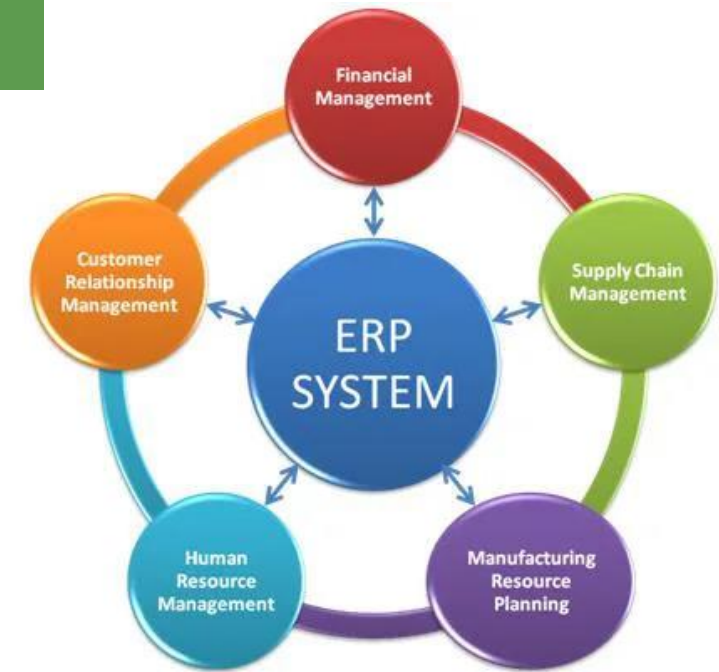 Financial
Management
Customer
Relationship
Management
Supply Chain
Management
ERP
SYSTEM
Human
Resource
Management
Manufacturing
Resource
Planning